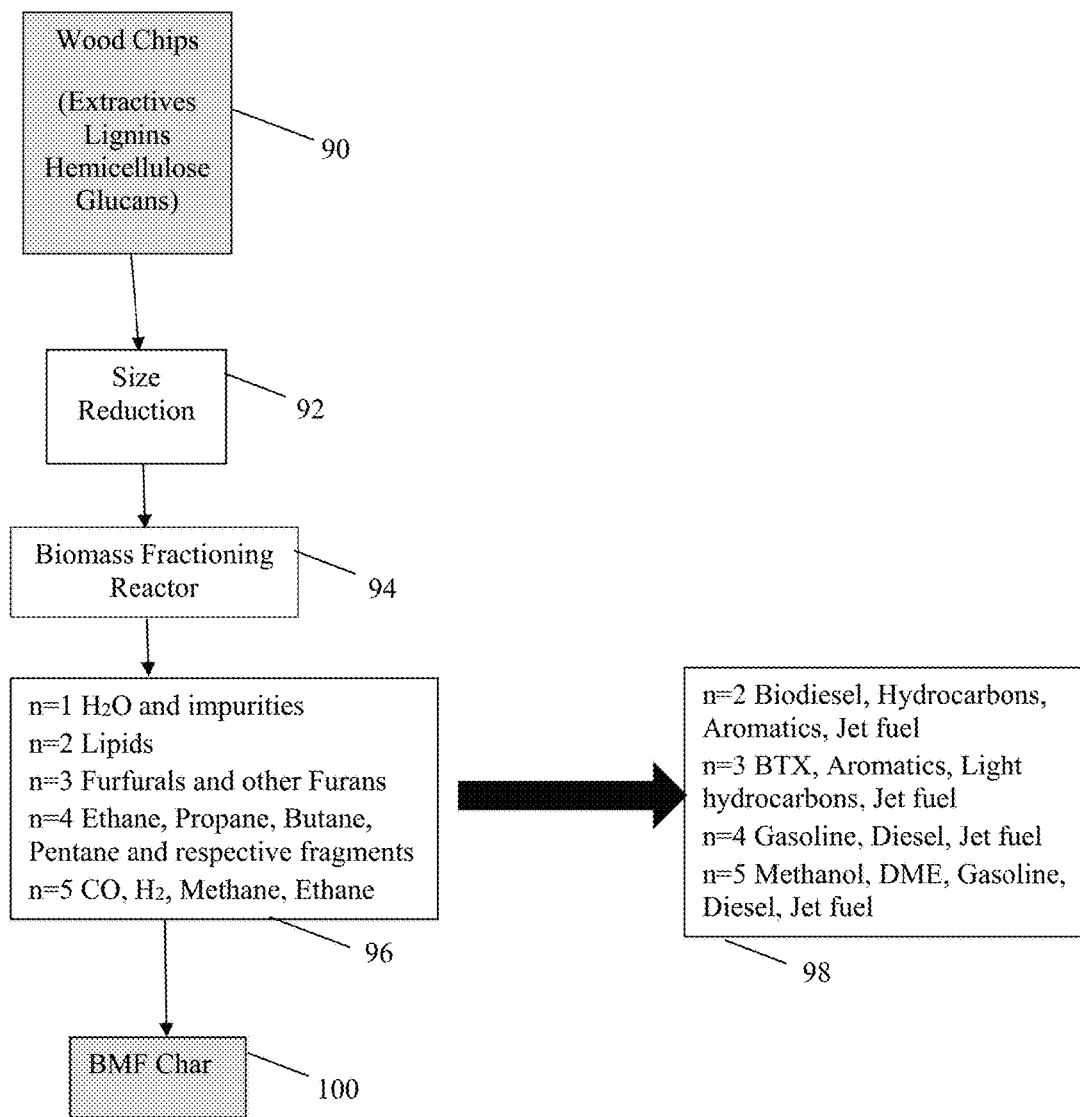 Wood Chips
(Extractives
Lignins
Hemicellulose
Glucans)
90
Size
Reduction
92
Biomass Fractioning
Reactor
94
n=1 H₂O and impurities
n=2 Lipids
n=3 Furfurals and other Furans
n=4 Ethane, Propane, Butane,
Pentane and respective fragments
n=5 CO, H₂, Methane, Ethane
96
n=2 Biodiesel, Hydrocarbons,
Aromatics, Jet fuel
n=3 BTX, Aromatics, Light
hydrocarbons, Jet fuel
n=4 Gasoline, Diesel, Jet fuel
n=5 Methanol, DME, Gasoline,
Diesel, Jet fuel
98
BMF Char
100